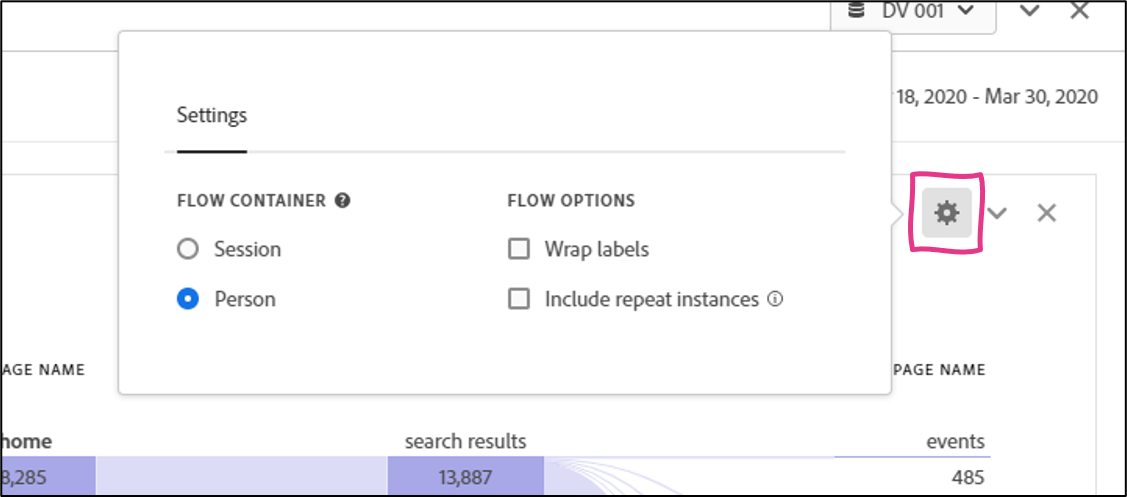 DV 001
18, 2020 - Mar 30, 2020
Settings
FLOW CONTAINER
Session
Person
FLOW OPTIONS
Wrap labels
Include repeat instances
AGE NAME
PAGE NAME
home
search results
events
8,285
13,887
485